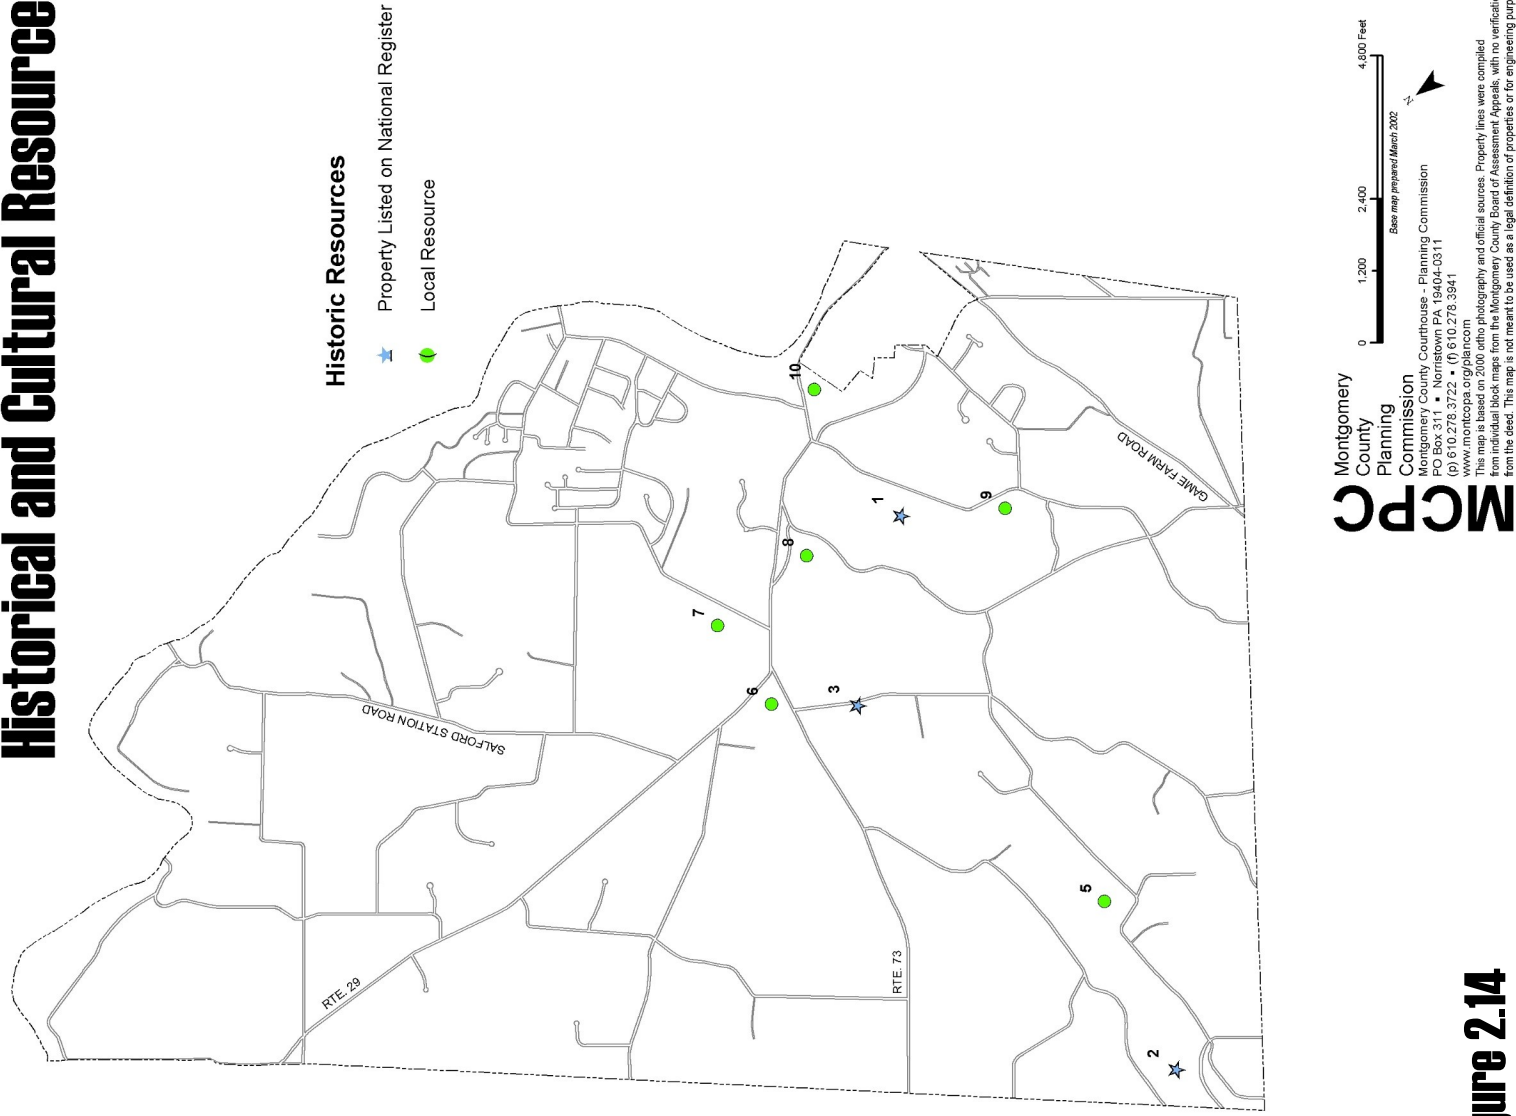 Historical and Cultural Resource
Historic Resources
Property Listed on National Register
Local Resource
10
1
9
8
7
6
3
5
2
GAME FARM ROAD
SALFORD STATION ROAD
RTE. 29
RTE. 73
0 1,200 2,400 4,800 Feet
Base map prepared March 2002
N
MCPC
Montgomery
County
Planning
Commission
Montgomery County Courthouse - Planning Commission
PO Box 311 ▪ Norristown PA 19404-0311
(p) 610.278.3722 ▪ (f) 610.278.3941
www.montcopa.org/plancom
This map is based on 2000 ortho photography and official sources. Property lines were compiled
from individual block maps from the Montgomery County Board of Assessment Appeals, with no
from the deed. This map is not meant to be used as a legal definition of properties or for engineering
2.14